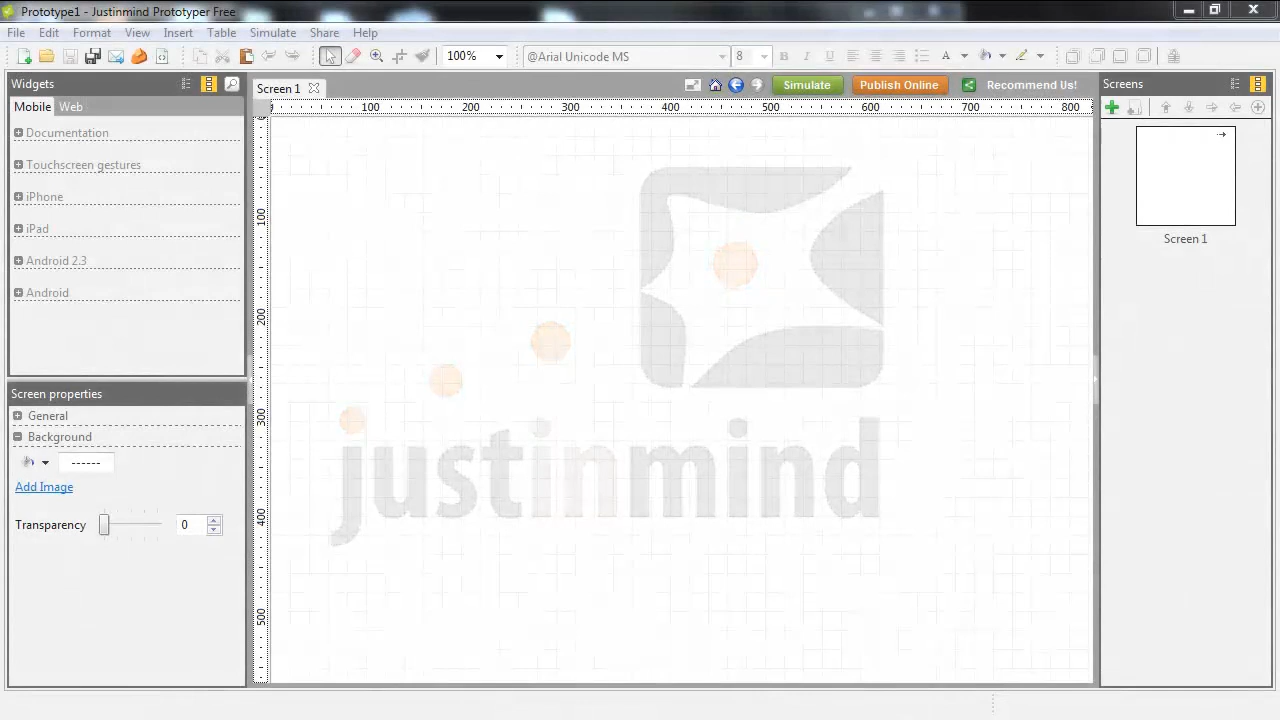 Prototype1 - Justinmind Prototyper Free
File Edit Format View Insert Table Simulate Share Help
100% @Arial Unicode MS 8 B I U A
Widgets
Mobile Web
Documentation
Touchscreen gestures
iPhone
iPad
Android 2.3
Android
Screen properties
General
Background
------
Add Image
Transparency 0
Screen 1
Simulate Publish Online Recommend Us!
100 200 300 400 500 600 700 800
100
200
300
400
500
justinmind
Screens
Screen 1